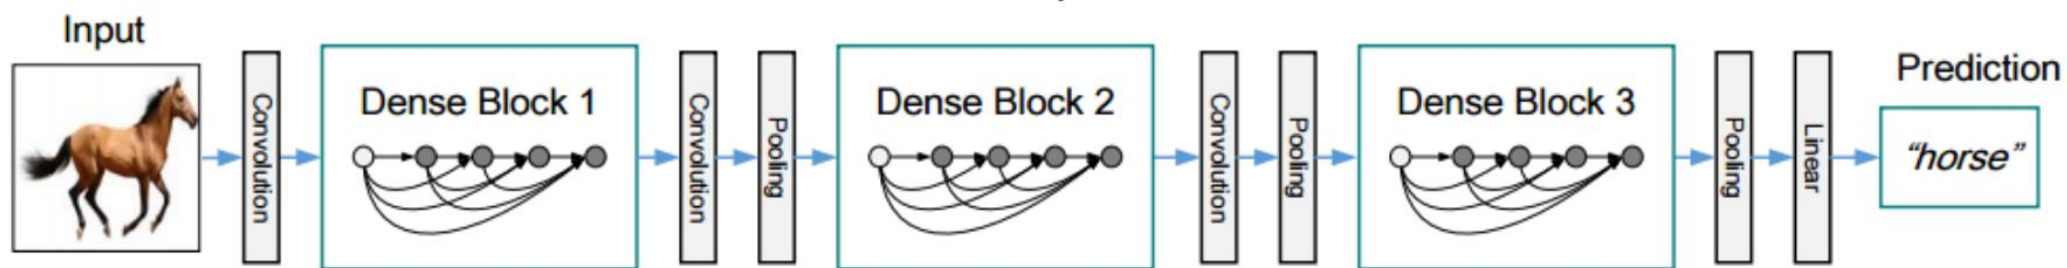 Input
Convolution
Dense Block 1
Convolution
Pooling
Dense Block 2
Convolution
Pooling
Dense Block 3
Pooling
Linear
Prediction
“horse”